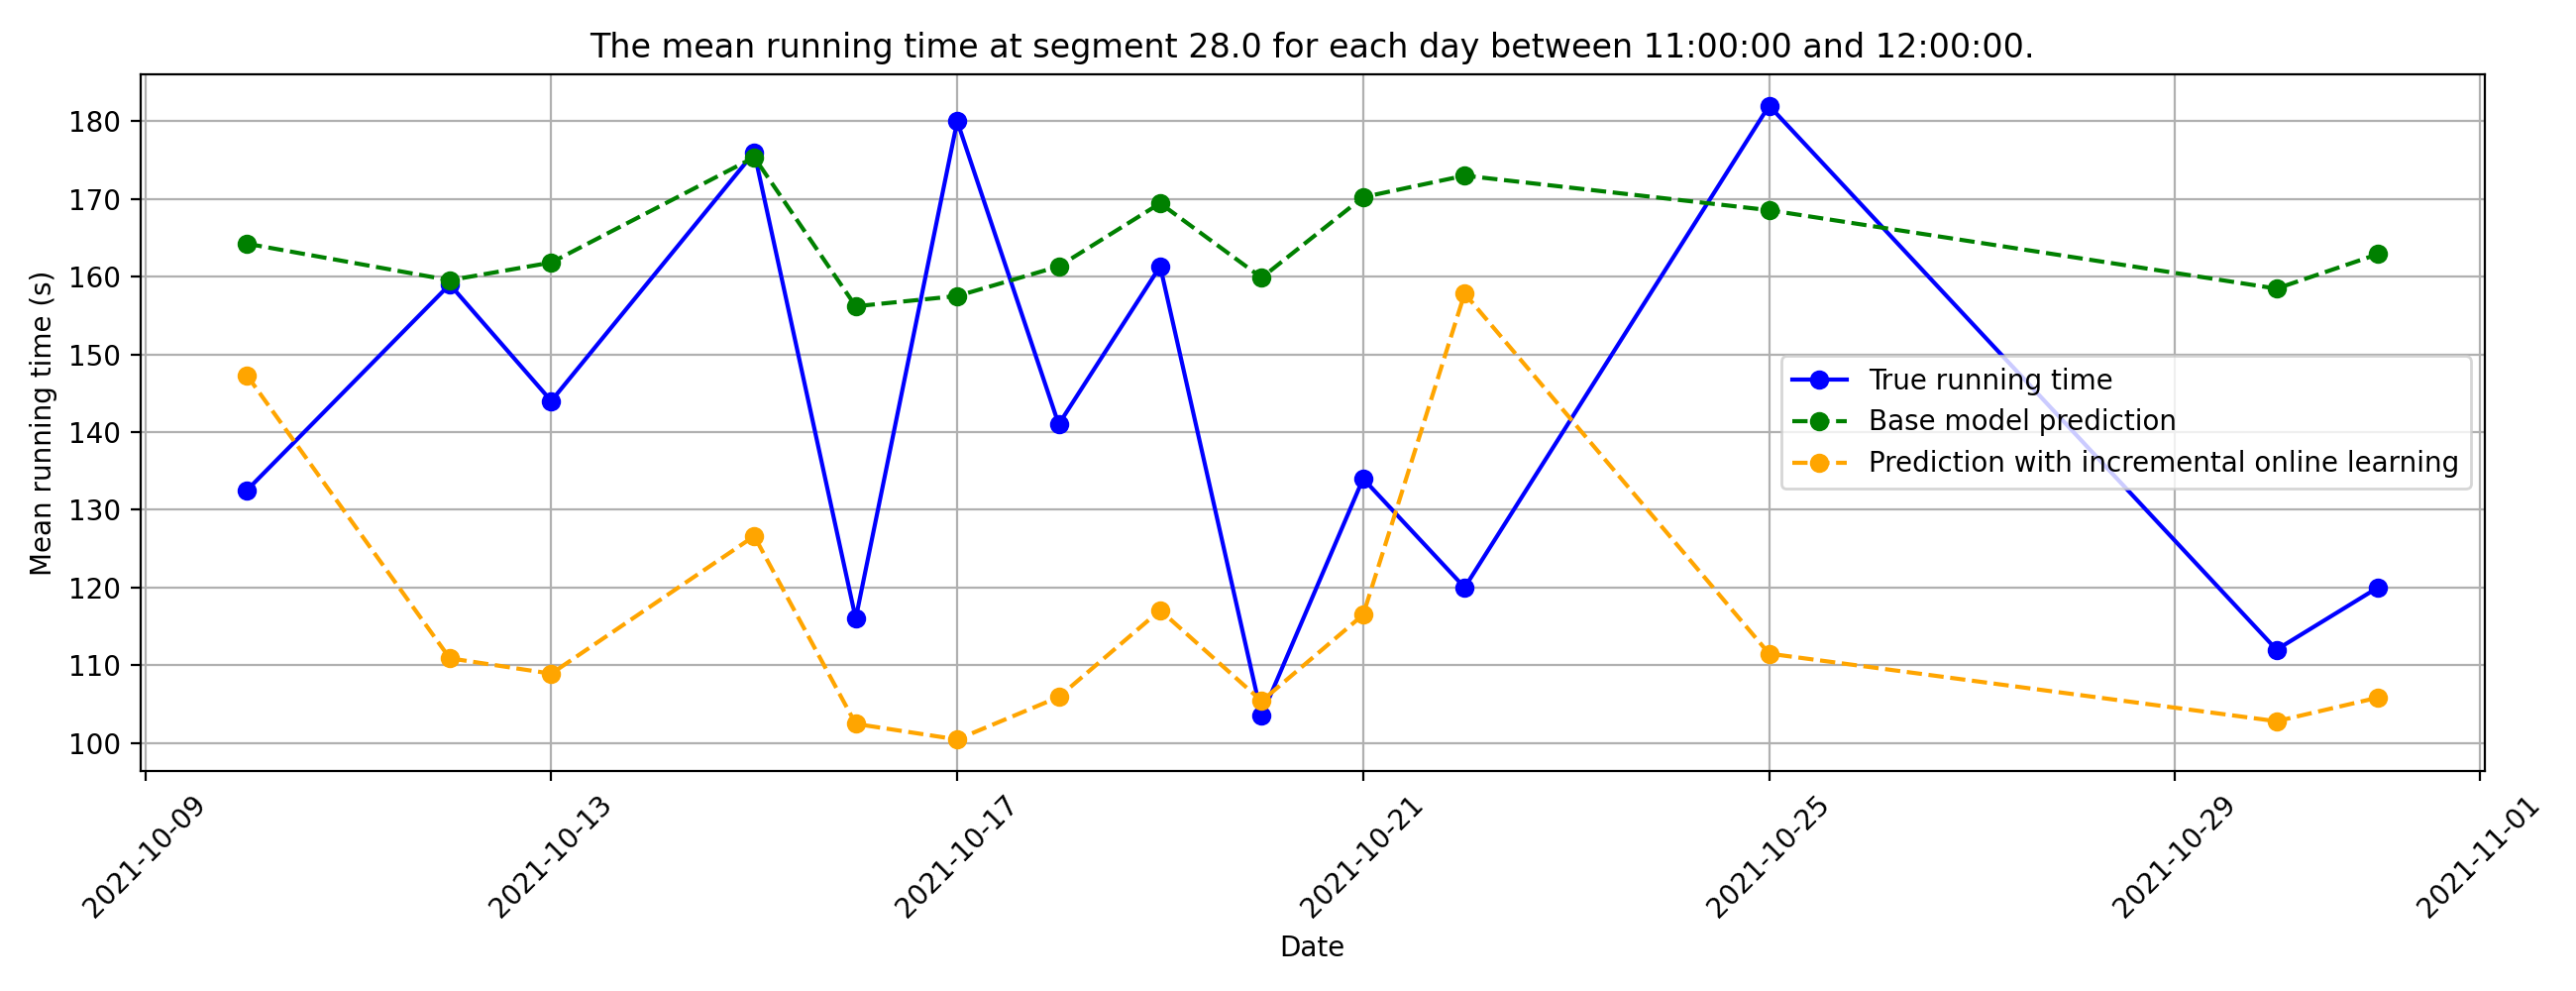 The mean running time at segment 28.0 for each day between 11:00:00 and 12:00:00.
Mean running time (s)
180
170
160
150
140
130
120
110
100
True running time
Base model prediction
Prediction with incremental online learning
2021-10-09
2021-10-13
2021-10-17
2021-10-21
2021-10-25
2021-10-29
2021-11-01
Date